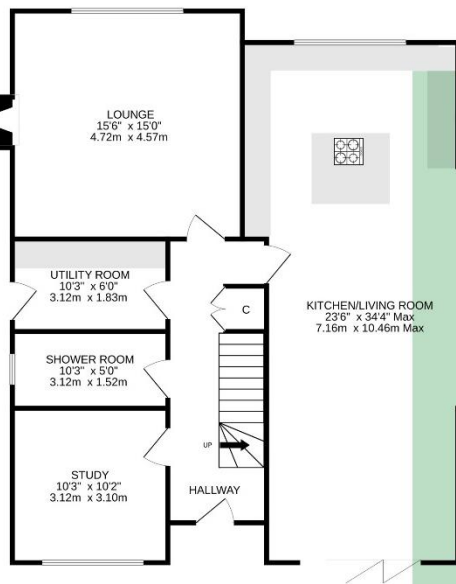 LOUNGE
15'6" x 15'0"
4.72m x 4.57m
UTILITY ROOM
10'3" x 6'0"
3.12m x 1.83m
C
KITCHEN/LIVING ROOM
23'6" x 34'4" Max
7.16m x 10.46m Max
SHOWER ROOM
10'3" x 5'0"
3.12m x 1.52m
UP
STUDY
10'3" x 10'2"
3.12m x 3.10m
HALLWAY